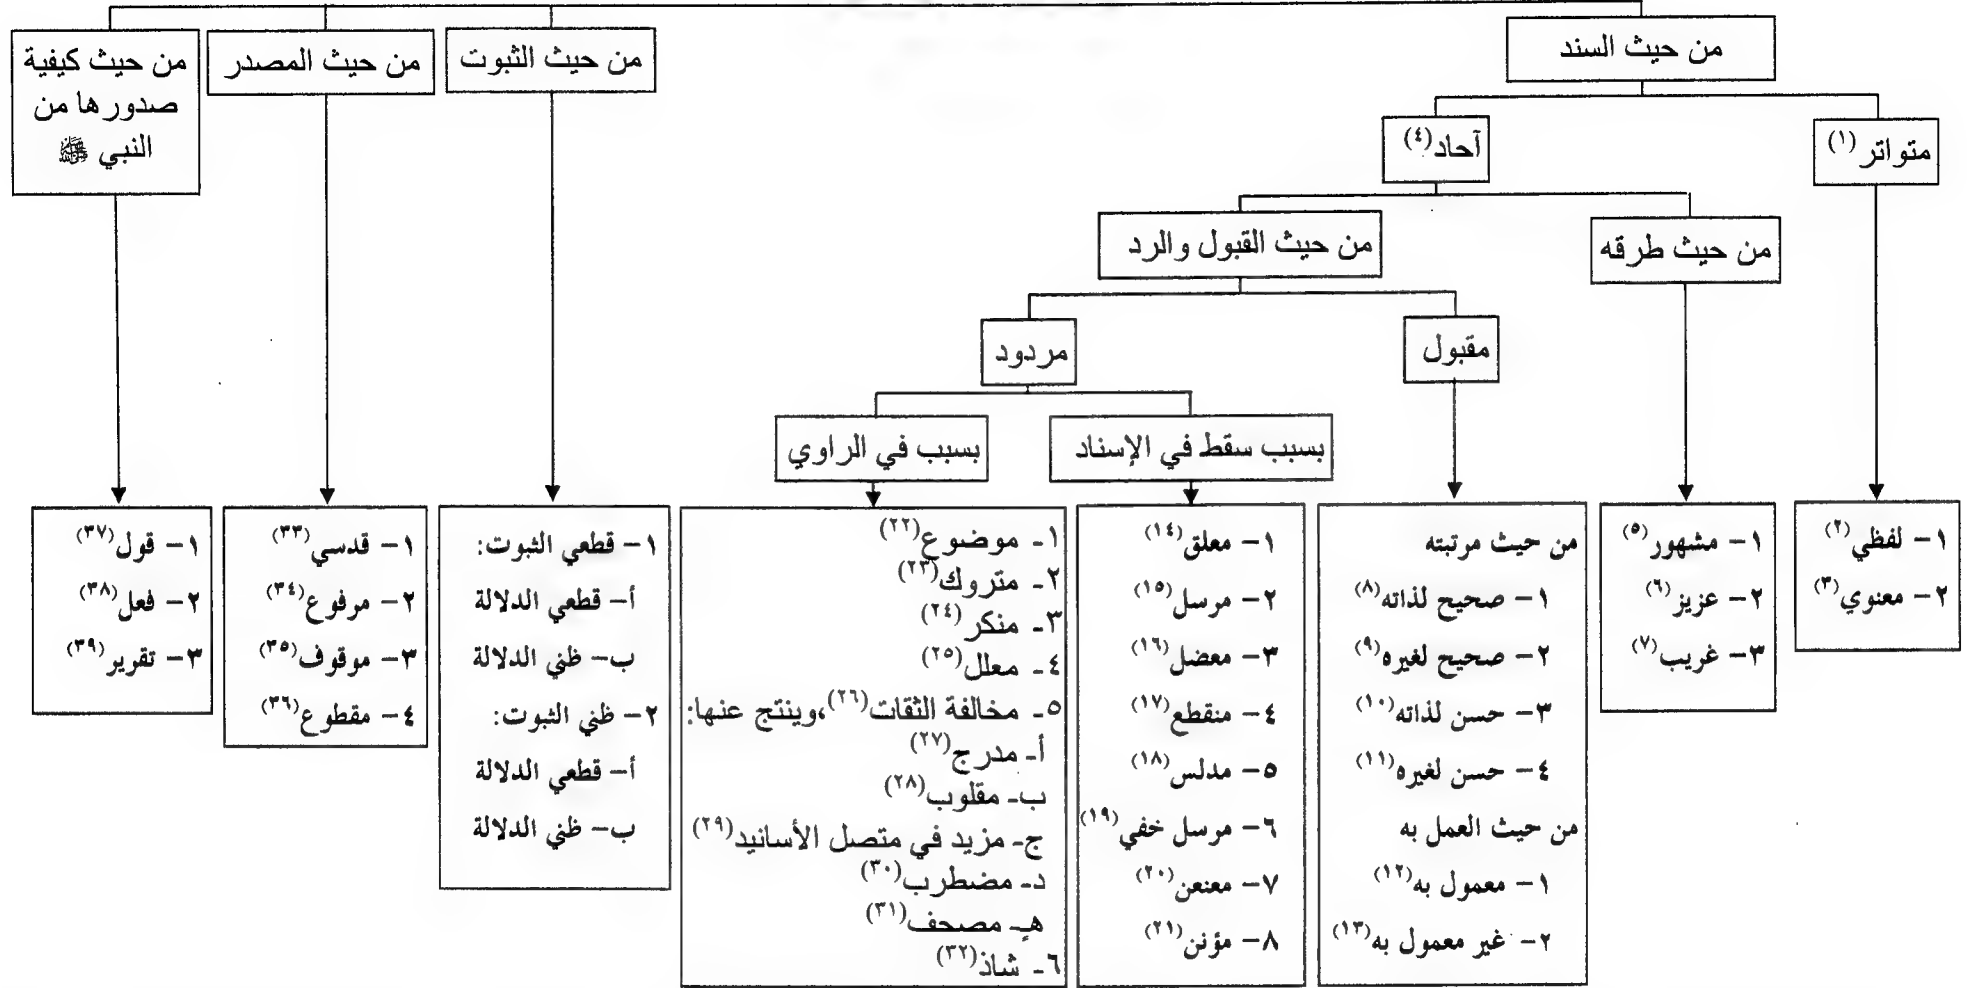 من حيث السند
من حيث الثبوت
من حيث المصدر
من حيث كيفية
صدورها من
النبي ﷺ
متواتر(١)
آحاد(٤)
من حيث طرقه
من حيث القبول والرد
مقبول
مردود
بسبب سقط في الإسناد
بسبب في الراوي
١– لفظي(٢)
٢– معنوي(٣)
١– مشهور(٥)
٢– عزيز(٦)
٣– غريب(٧)
من حيث مرتبته
١– صحيح لذاته(٨)
٢– صحيح لغيره(٩)
٣– حسن لذاته(١٠)
٤– حسن لغيره(١١)
من حيث العمل به
١– معمول به(١٢)
٢– غير معمول به(١٣)
١– معلق(١٤)
٢– مرسل(١٥)
٣– معضل(١٦)
٤– منقطع(١٧)
٥– مدلس(١٨)
٦– مرسل خفي(١٩)
٧– معنعن(٢٠)
٨– مؤنن(٢١)
١- موضوع(٢٢)
٢- متروك(٢٣)
٣- منكر(٢٤)
٤- معلل(٢٥)
٥- مخالفة الثقات(٢٦)،وينتج عنها:
أ- مدرج(٢٧)
ب- مقلوب(٢٨)
ج- مزيد في متصل الأسانيد(٢٩)
د- مضطرب(٣٠)
هـ- مصحف(٣١)
٦- شاذ(٣٢)
١– قطعي الثبوت:
أ– قطعي الدلالة
ب– ظني الدلالة
٢– ظني الثبوت:
أ– قطعي الدلالة
ب– ظني الدلالة
١– قدسي(٣٣)
٢– مرفوع(٣٤)
٣– موقوف(٣٥)
٤– مقطوع(٣٦)
١– قول(٣٧)
٢– فعل(٣٨)
٣– تقرير(٣٩)